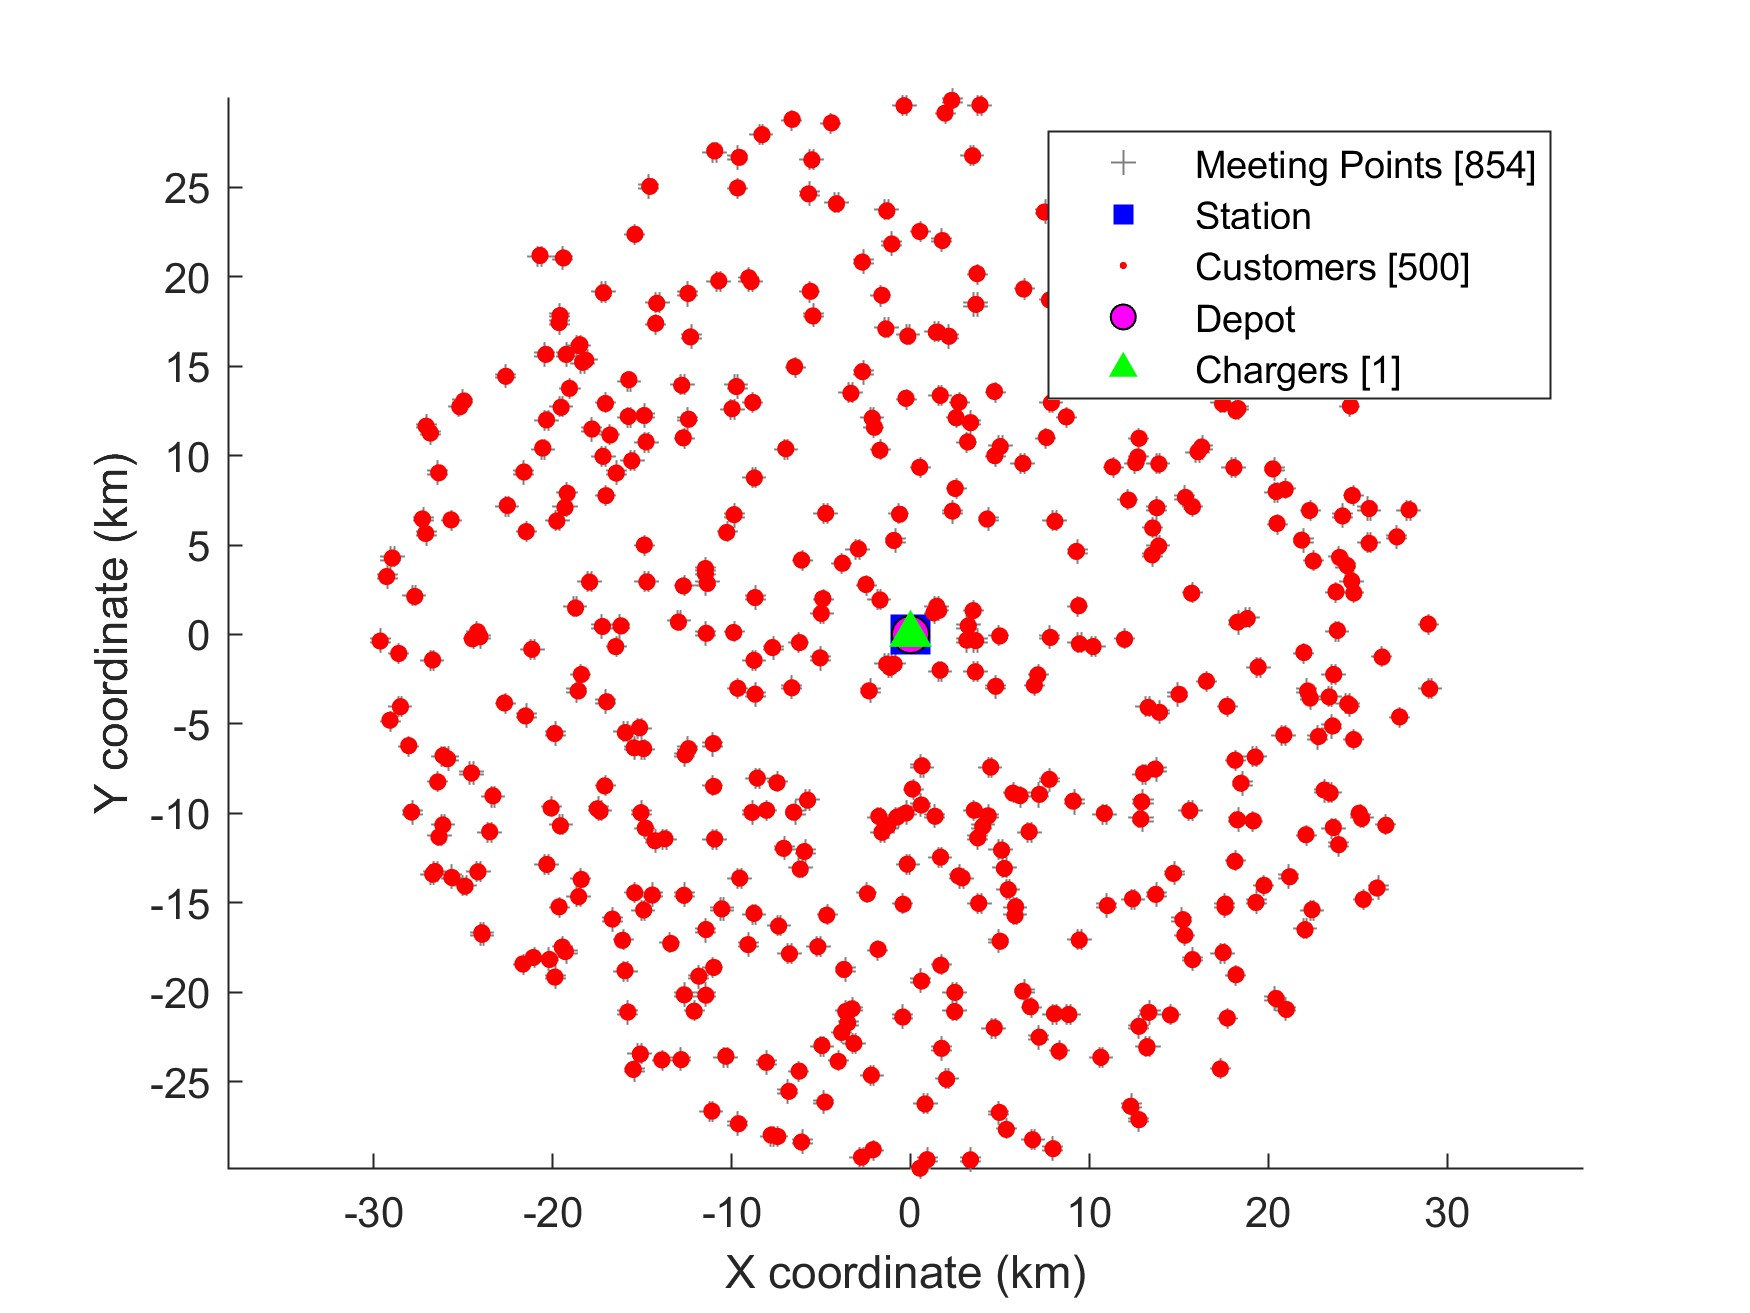 Meeting Points [854]
Station
Customers [500]
Depot
Chargers [1]
25
20
15
10
5
0
-5
-10
-15
-20
-25
Y coordinate (km)
-30 -20 -10 0 10 20 30
X coordinate (km)